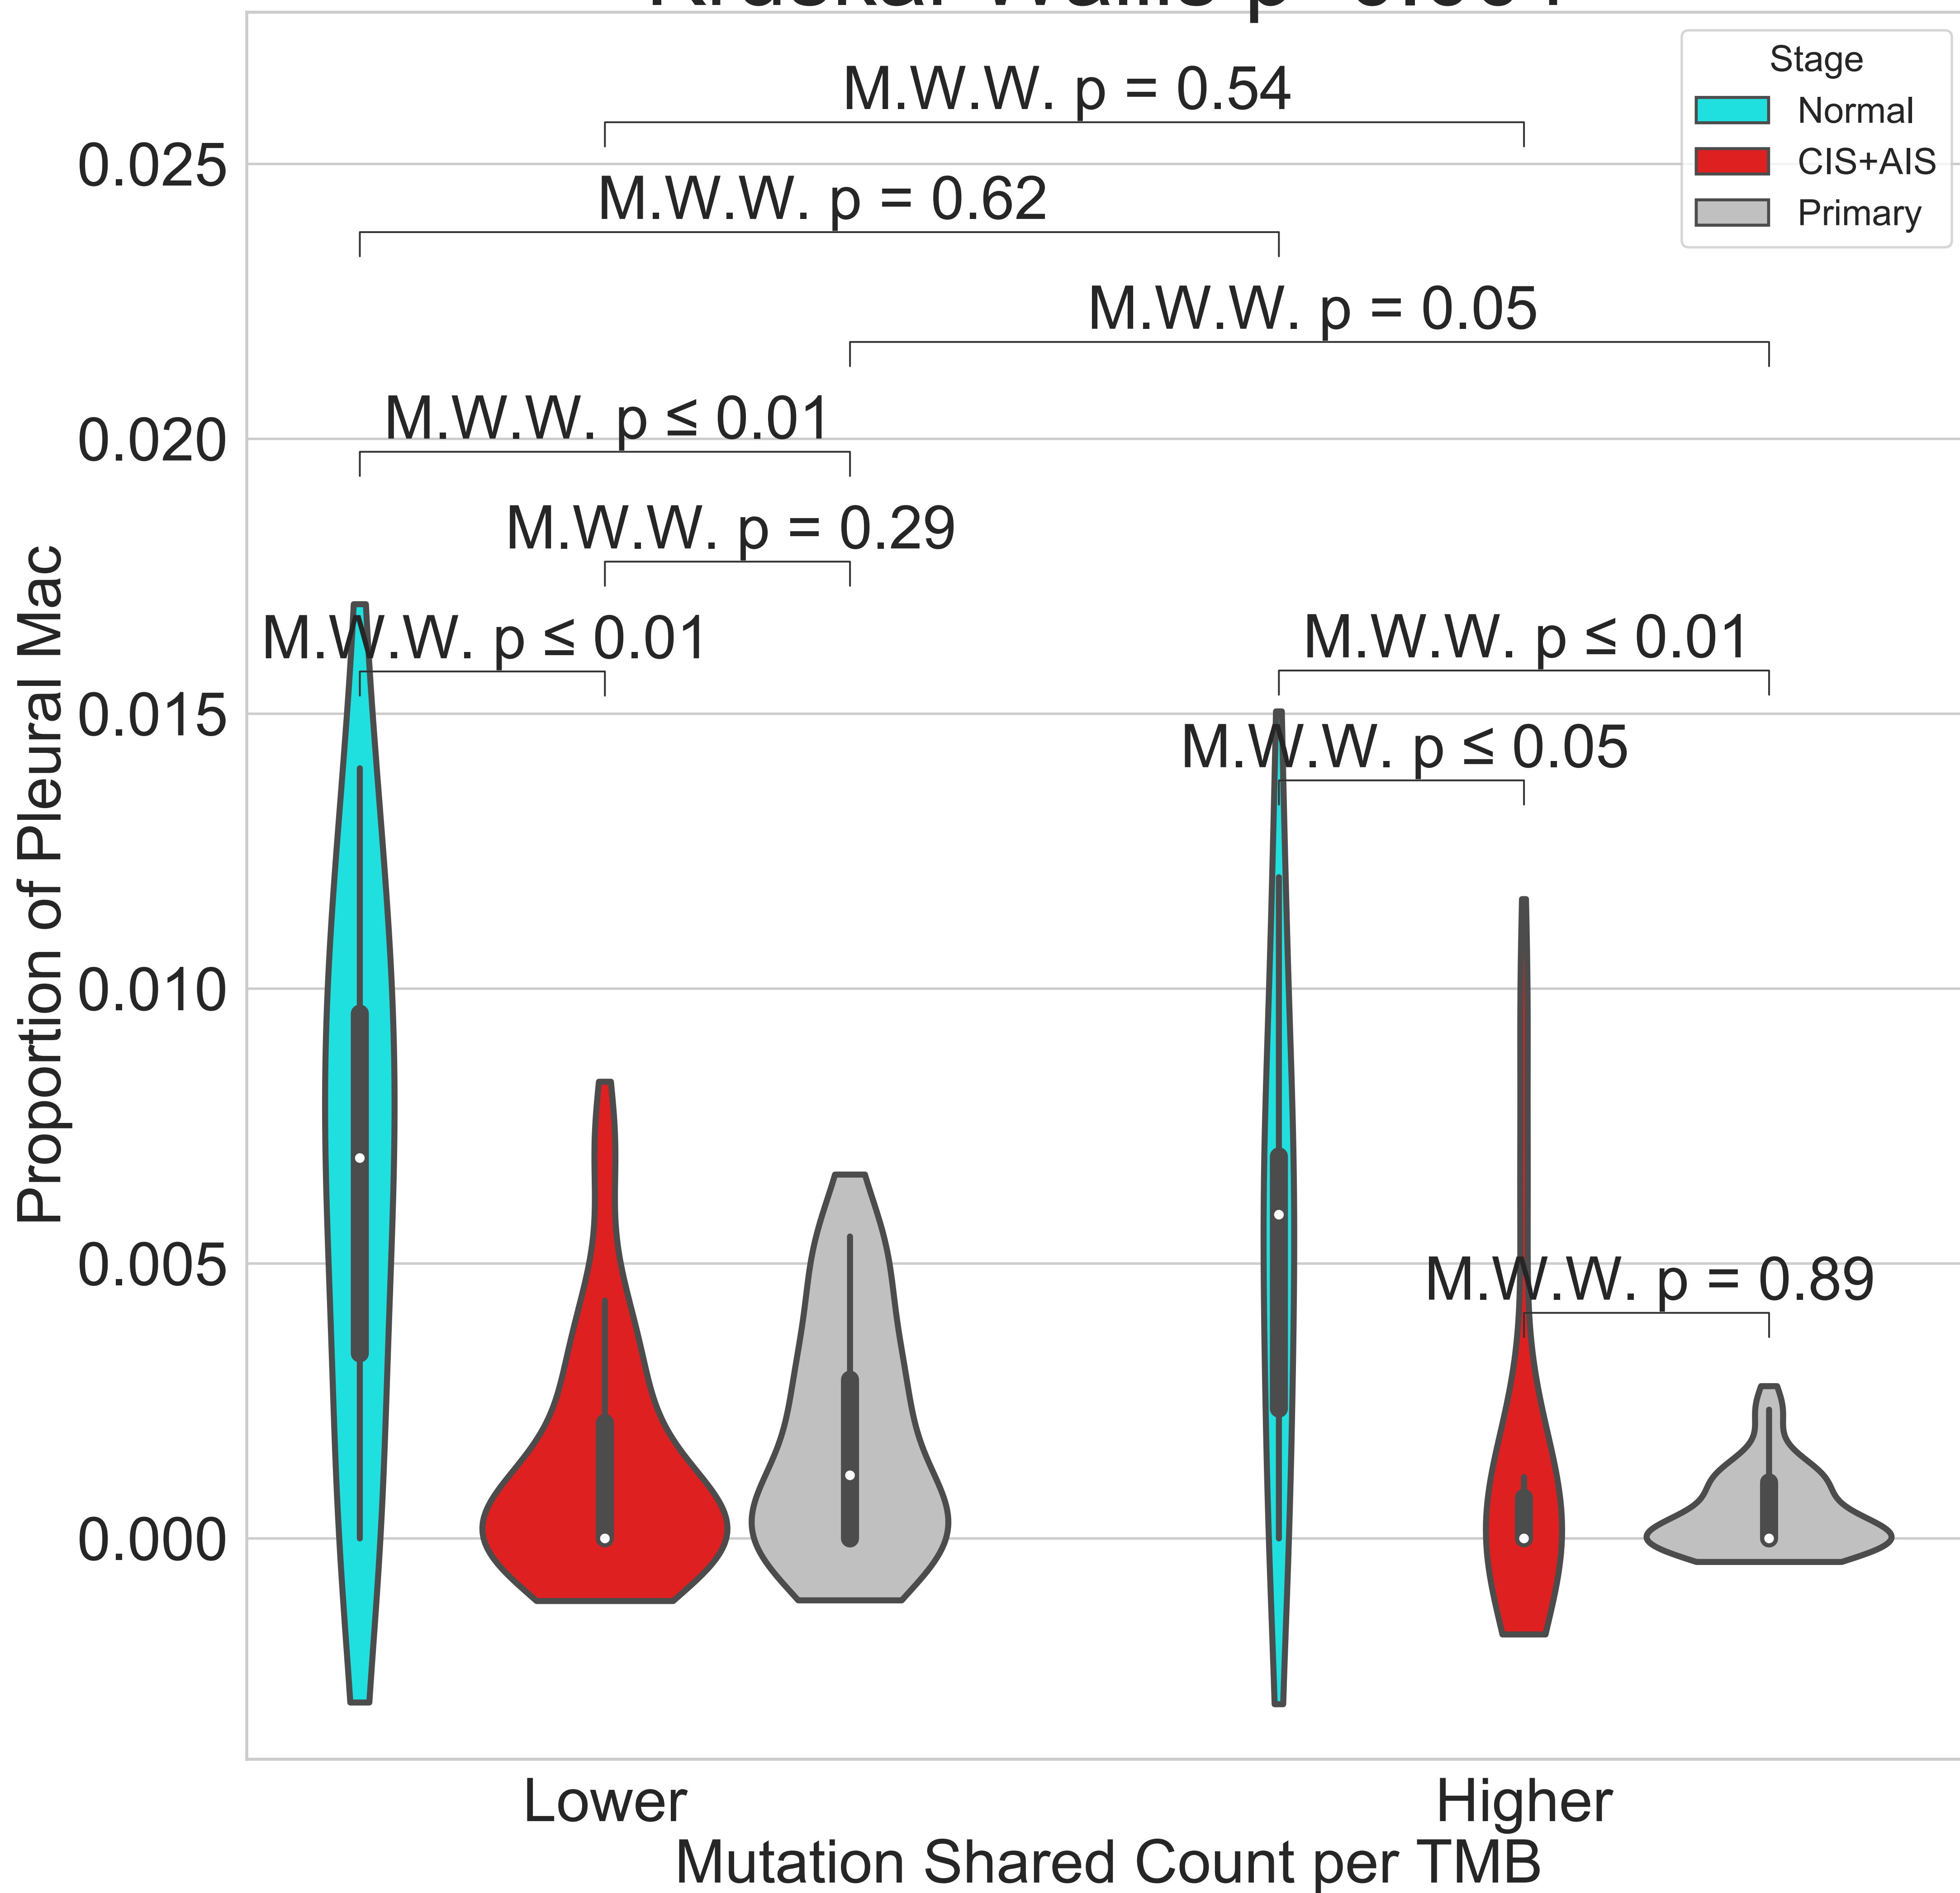 Stage
Normal
CIS+AIS
Primary
M.W.W. p = 0.54
M.W.W. p = 0.62
M.W.W. p = 0.05
M.W.W. p ≤ 0.01
M.W.W. p = 0.29
M.W.W. p ≤ 0.01
M.W.W. p ≤ 0.01
M.W.W. p ≤ 0.05
M.W.W. p = 0.89
0.025
0.020
0.015
0.010
0.005
0.000
Proportion of Pleural Mac
Lower
Higher
Mutation Shared Count per TMB